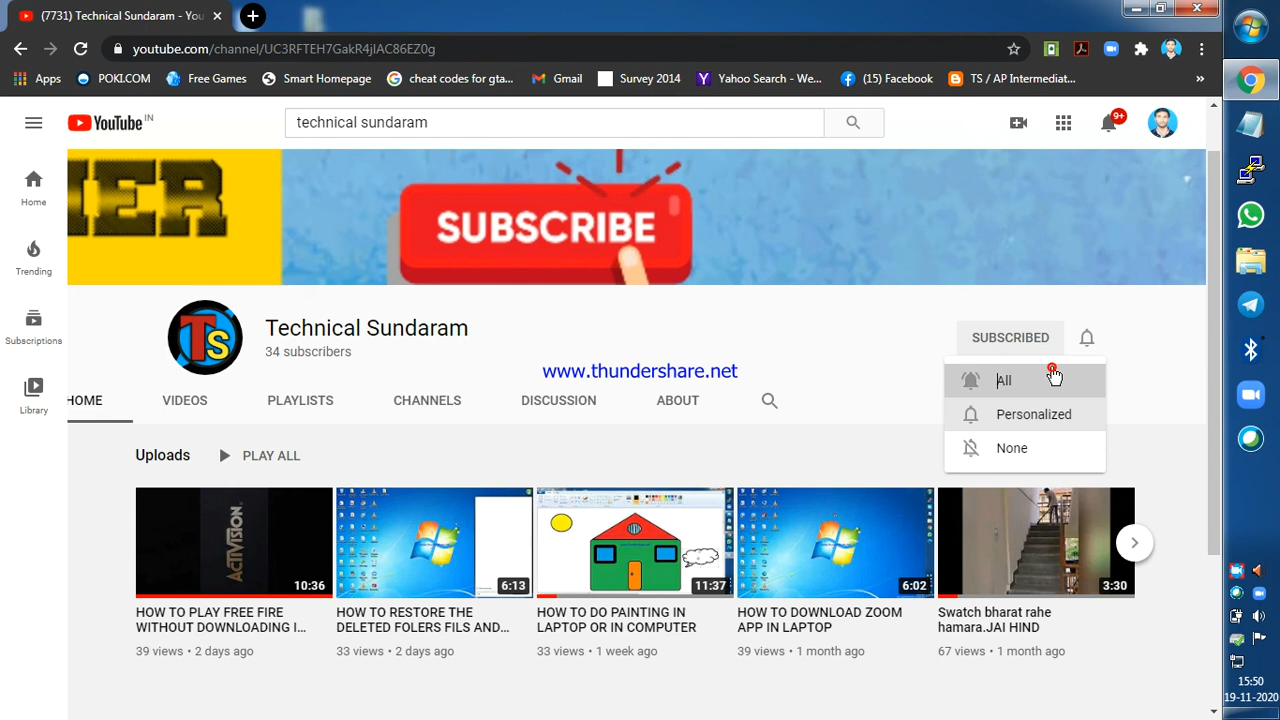 (7731) Technical Sundaram - You
youtube.com/channel/UC3RFTEH7GakR4jIAC86EZ0g
Apps
POKI.COM
Free Games
Smart Homepage
cheat codes for gta...
Gmail
Survey 2014
Yahoo Search - We...
(15) Facebook
TS / AP Intermediat...
»
YouTube IN
technical sundaram
9+
Home
Trending
Subscriptions
Library
HER
SUBSCRIBE
TS
Technical Sundaram
34 subscribers
SUBSCRIBED
www.thundershare.net
All
Personalized
None
HOME
VIDEOS
PLAYLISTS
CHANNELS
DISCUSSION
ABOUT
Uploads
PLAY ALL
ACTIVISION
10:36
6:13
11:37
6:02
3:30
HOW TO PLAY FREE FIRE
WITHOUT DOWNLOADING I...
39 views • 2 days ago
HOW TO RESTORE THE
DELETED FOLERS FILS AND...
33 views • 2 days ago
HOW TO DO PAINTING IN
LAPTOP OR IN COMPUTER
33 views • 1 week ago
HOW TO DOWNLOAD ZOOM
APP IN LAPTOP
39 views • 1 month ago
Swatch bharat rahe
hamara.JAI HIND
67 views • 1 month ago
15:50
19-11-2020